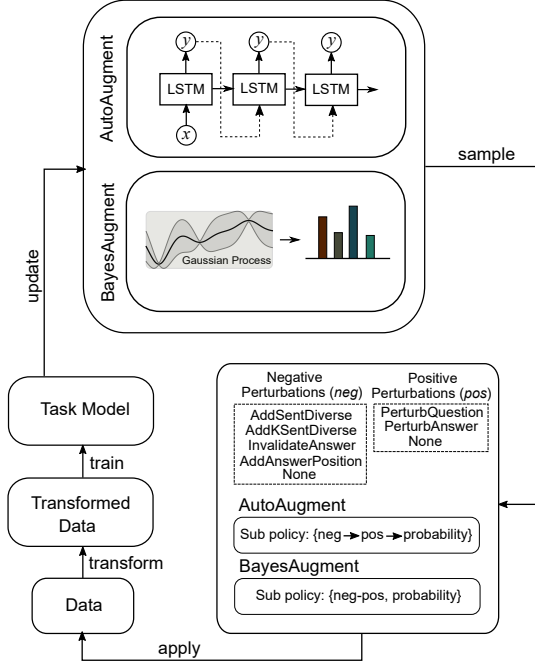 AutoAugment
y
y
y
LSTM
LSTM
LSTM
x
sample
BayesAugment
Gaussian Process
update
Negative
Perturbations (neg)
AddSentDiverse
AddKSentDiverse
InvalidateAnswer
AddAnswerPosition
None
Positive
Perturbations (pos)
PerturbQuestion
PerturbAnswer
None
AutoAugment
Sub policy: {neg→pos→probability}
BayesAugment
Sub policy: {neg-pos, probability}
Task Model
train
Transformed
Data
transform
Data
apply